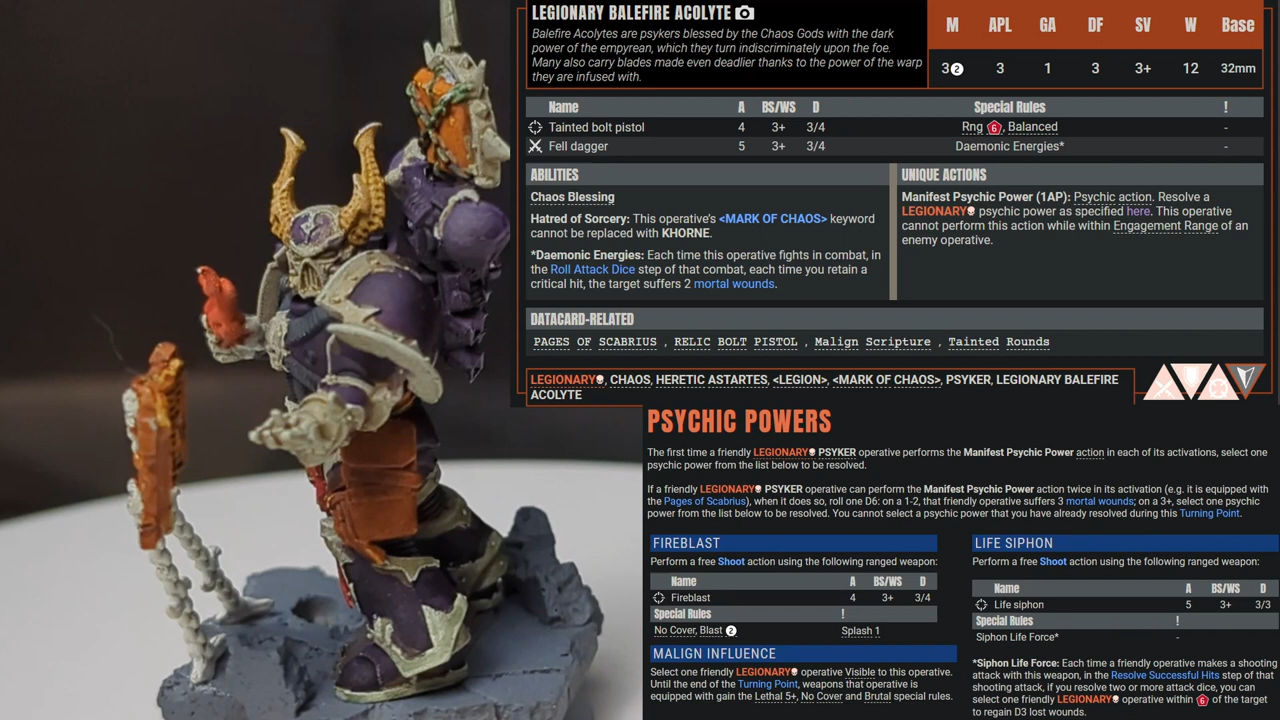 LEGIONARY BALEFIRE ACOLYTE
Balefire Acolytes are psykers blessed by the Chaos Gods with the dark
power of the empyrean, which they turn indiscriminately upon the foe.
Many also carry blades made even deadlier thanks to the power of the warp
they are infused with.
M APL GA DF SV W Base
3 2 3 1 3 3+ 12 32mm
Name A BS/WS D Special Rules !
Tainted bolt pistol 4 3+ 3/4 Rng 6, Balanced -
Fell dagger 5 3+ 3/4 Daemonic Energies* -
ABILITIES
Chaos Blessing
Hatred of Sorcery: This operative's <MARK OF CHAOS> keyword
cannot be replaced with KHORNE.
*Daemonic Energies: Each time this operative fights in combat, in
the Roll Attack Dice step of that combat, each time you retain a
critical hit, the target suffers 2 mortal wounds.
UNIQUE ACTIONS
Manifest Psychic Power (1AP): Psychic action. Resolve a
LEGIONARY psychic power as specified here. This operative
cannot perform this action while within Engagement Range of an
enemy operative.
DATACARD-RELATED
PAGES OF SCABRIUS , RELIC BOLT PISTOL , Malign Scripture , Tainted Rounds
LEGIONARY, CHAOS, HERETIC ASTARTES, <LEGION>, <MARK OF CHAOS>, PSYKER, LEGIONARY BALEFIRE
ACOLYTE
PSYCHIC POWERS
The first time a friendly LEGIONARY PSYKER operative performs the Manifest Psychic Power action in each of its activations, select one
psychic power from the list below to be resolved.
If a friendly LEGIONARY PSYKER operative can perform the Manifest Psychic Power action twice in its activation (e.g. it is equipped with
the Pages of Scabrius), when it does so, roll one D6: on a 1-2, that friendly operative suffers 3 mortal wounds; on a 3+, select one psychic
power from the list below to be resolved. You cannot select a psychic power that you have already resolved during this Turning Point.
FIREBLAST
Perform a free Shoot action using the following ranged weapon:
Name A BS/WS D
Fireblast 4 3+ 3/4
Special Rules !
No Cover, Blast 2 Splash 1
MALIGN INFLUENCE
Select one friendly LEGIONARY operative Visible to this operative.
Until the end of the Turning Point, weapons that operative is
equipped with gain the Lethal 5+, No Cover and Brutal special rules.
LIFE SIPHON
Perform a free Shoot action using the following ranged weapon:
Name A BS/WS D
Life siphon 5 3+ 3/3
Special Rules !
Siphon Life Force* -
*Siphon Life Force: Each time a friendly operative makes a shooting
attack with this weapon, in the Resolve Successful Hits step of that
shooting attack, if you resolve two or more attack dice, you can
select one friendly LEGIONARY operative within 6 of the target
to regain D3 lost wounds.